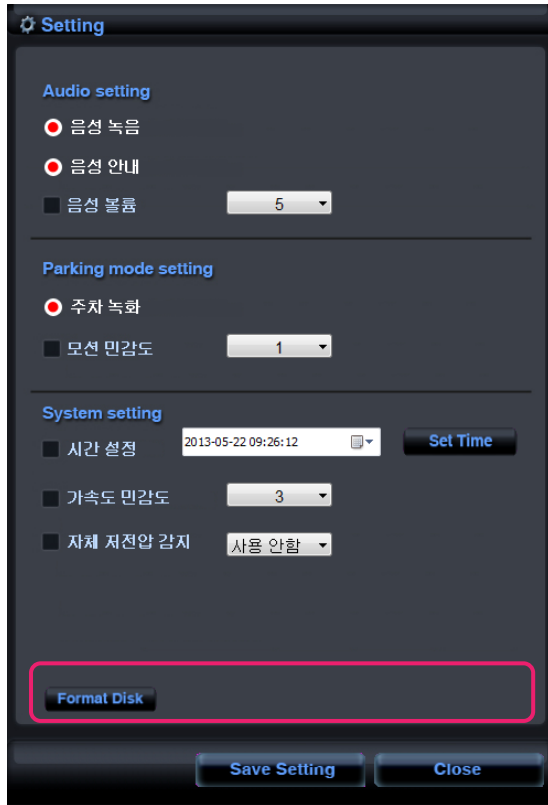 Setting
Audio setting
음성 녹음
음성 안내
음성 볼륨 5
Parking mode setting
주차 녹화
모션 민감도 1
System setting
시간 설정 2013-05-22 09:26:12 Set Time
가속도 민감도 3
자체 저전압 감지 사용 안함
Format Disk
Save Setting Close